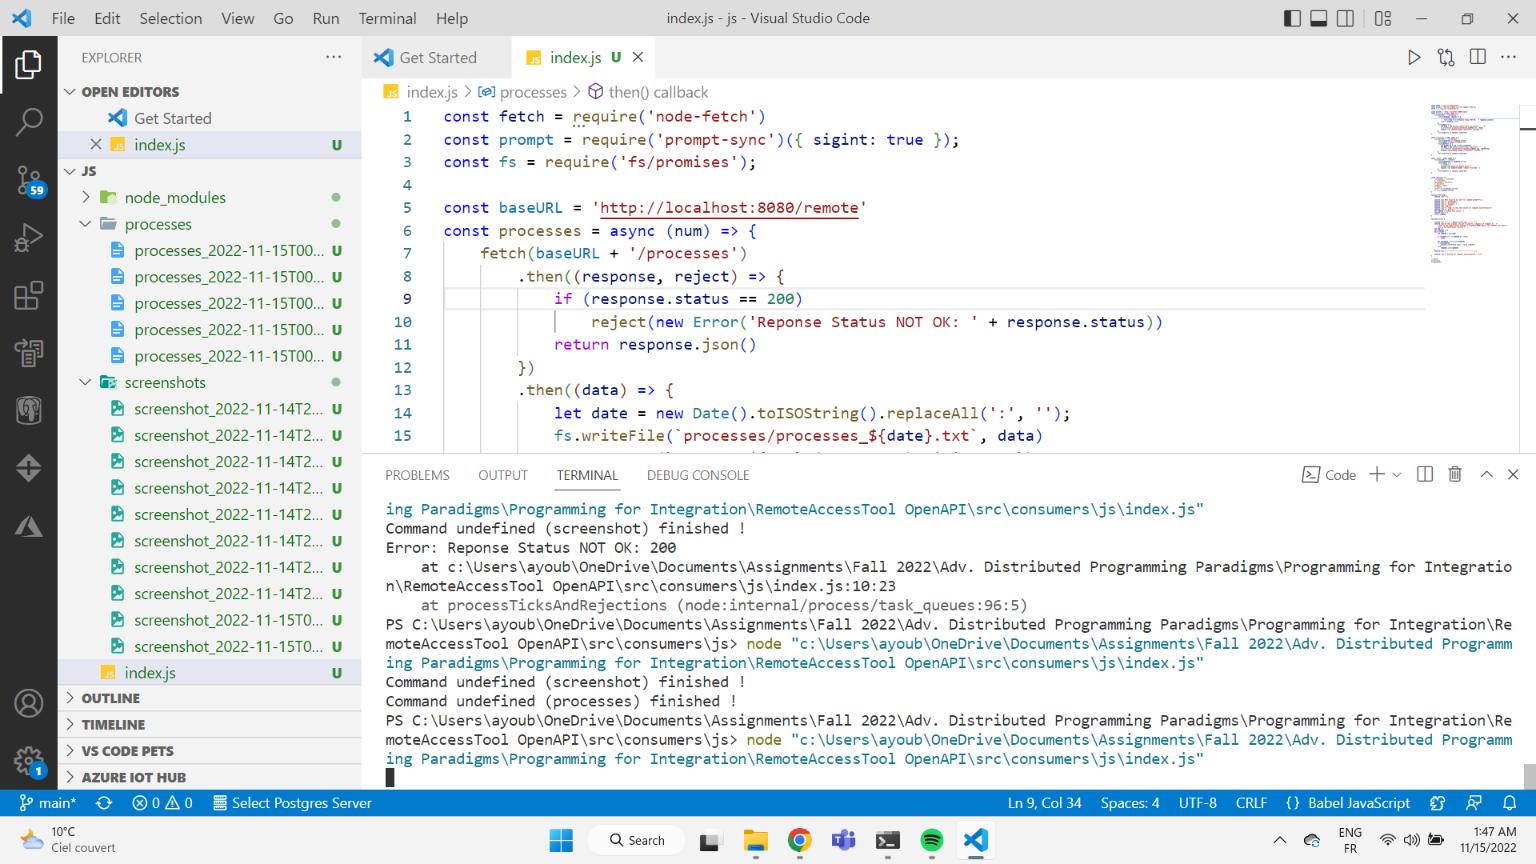 File Edit Selection View Go Run Terminal Help
index.js - js - Visual Studio Code
EXPLORER
OPEN EDITORS
Get Started
index.js U
JS
node_modules
processes
processes_2022-11-15T00... U
processes_2022-11-15T00... U
processes_2022-11-15T00... U
processes_2022-11-15T00... U
processes_2022-11-15T00... U
screenshots
screenshot_2022-11-14T2... U
screenshot_2022-11-14T2... U
screenshot_2022-11-14T2... U
screenshot_2022-11-14T2... U
screenshot_2022-11-14T2... U
screenshot_2022-11-14T2... U
screenshot_2022-11-14T2... U
screenshot_2022-11-14T2... U
screenshot_2022-11-15T0... U
screenshot_2022-11-15T0... U
JS index.js U
OUTLINE
TIMELINE
VS CODE PETS
AZURE IOT HUB
59
1
Get Started
JS index.js U
JS index.js > processes > then() callback
1 const fetch = require('node-fetch')
2 const prompt = require('prompt-sync')({ sigint: true });
3 const fs = require('fs/promises');
4
5 const baseURL = 'http://localhost:8080/remote'
6 const processes = async (num) => {
7 fetch(baseURL + '/processes')
8 .then((response, reject) => {
9 if (response.status == 200)
10 reject(new Error('Reponse Status NOT OK: ' + response.status))
11 return response.json()
12 })
13 .then((data) => {
14 let date = new Date().toISOString().replaceAll(':', '');
15 fs.writeFile(`processes/processes_${date}.txt`, data)
PROBLEMS OUTPUT TERMINAL DEBUG CONSOLE
Code
ing Paradigms\Programming for Integration\RemoteAccessTool OpenAPI\src\consumers\js\index.js"
Command undefined (screenshot) finished !
Error: Reponse Status NOT OK: 200
at c:\Users\ayoub\OneDrive\Documents\Assignments\Fall 2022\Adv. Distributed Programming Paradigms\Programming for Integratio
n\RemoteAccessTool OpenAPI\src\consumers\js\index.js:10:23
at processTicksAndRejections (node:internal/process/task_queues:96:5)
PS C:\Users\ayoub\OneDrive\Documents\Assignments\Fall 2022\Adv. Distributed Programming Paradigms\Programming for Integration\Re
moteAccessTool OpenAPI\src\consumers\js> node "c:\Users\ayoub\OneDrive\Documents\Assignments\Fall 2022\Adv. Distributed Programm
ing Paradigms\Programming for Integration\RemoteAccessTool OpenAPI\src\consumers\js\index.js"
Command undefined (screenshot) finished !
Command undefined (processes) finished !
PS C:\Users\ayoub\OneDrive\Documents\Assignments\Fall 2022\Adv. Distributed Programming Paradigms\Programming for Integration\Re
moteAccessTool OpenAPI\src\consumers\js> node "c:\Users\ayoub\OneDrive\Documents\Assignments\Fall 2022\Adv. Distributed Programm
ing Paradigms\Programming for Integration\RemoteAccessTool OpenAPI\src\consumers\js\index.js"
main* 0 0 Select Postgres Server
Ln 9, Col 34 Spaces: 4 UTF-8 CRLF {} Babel JavaScript
10°C
Ciel couvert
Search
ENG
FR
1:47 AM
11/15/2022